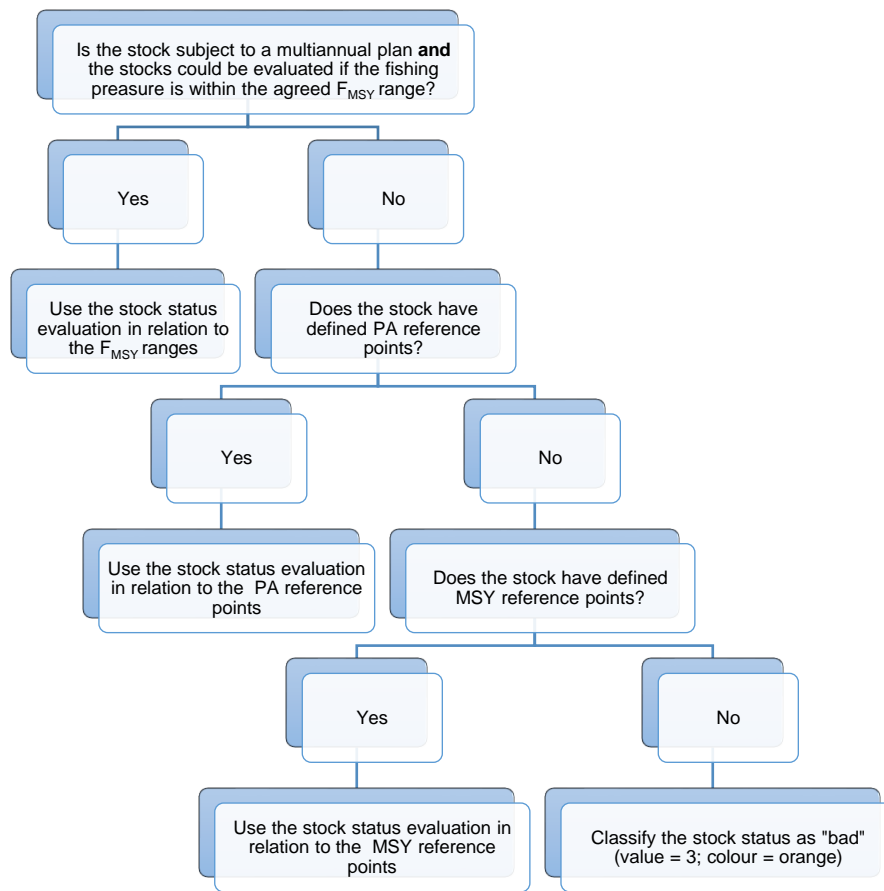 Is the stock subject to a multiannual plan and
the stocks could be evaluated if the fishing
preasure is within the agreed FMSY range?
Yes
No
Use the stock status
evaluation in relation to
the FMSY ranges
Does the stock have
defined PA reference
points?
Yes
No
Use the stock status evaluation
in relation to the PA reference
points
Does the stock have defined
MSY reference points?
Yes
No
Use the stock status evaluation in
relation to the MSY reference
points
Classify the stock status as "bad"
(value = 3; colour = orange)